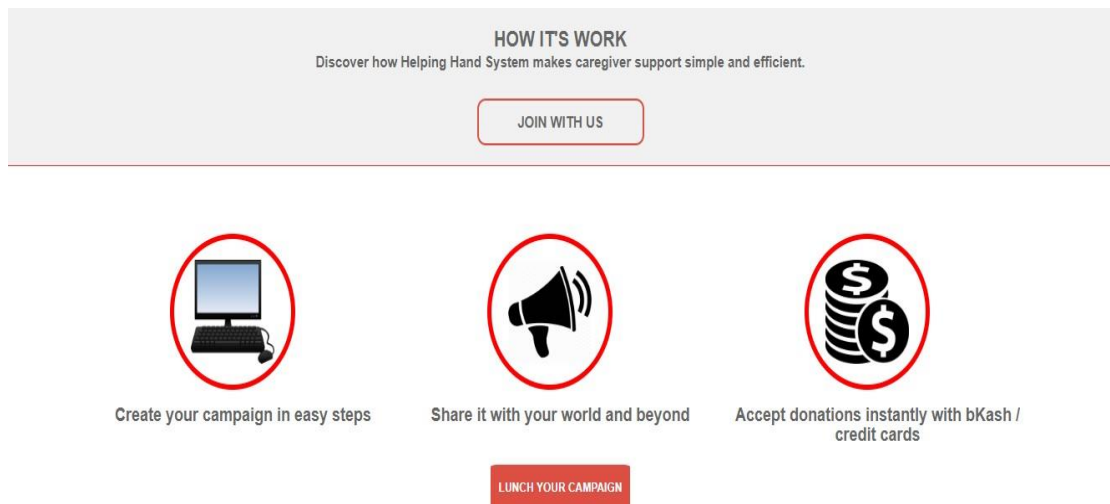 HOW IT'S WORK
Discover how Helping Hand System makes caregiver support simple and efficient.
JOIN WITH US
Create your campaign in easy steps
Share it with your world and beyond
Accept donations instantly with bKash /
credit cards
LUNCH YOUR CAMPAIGN